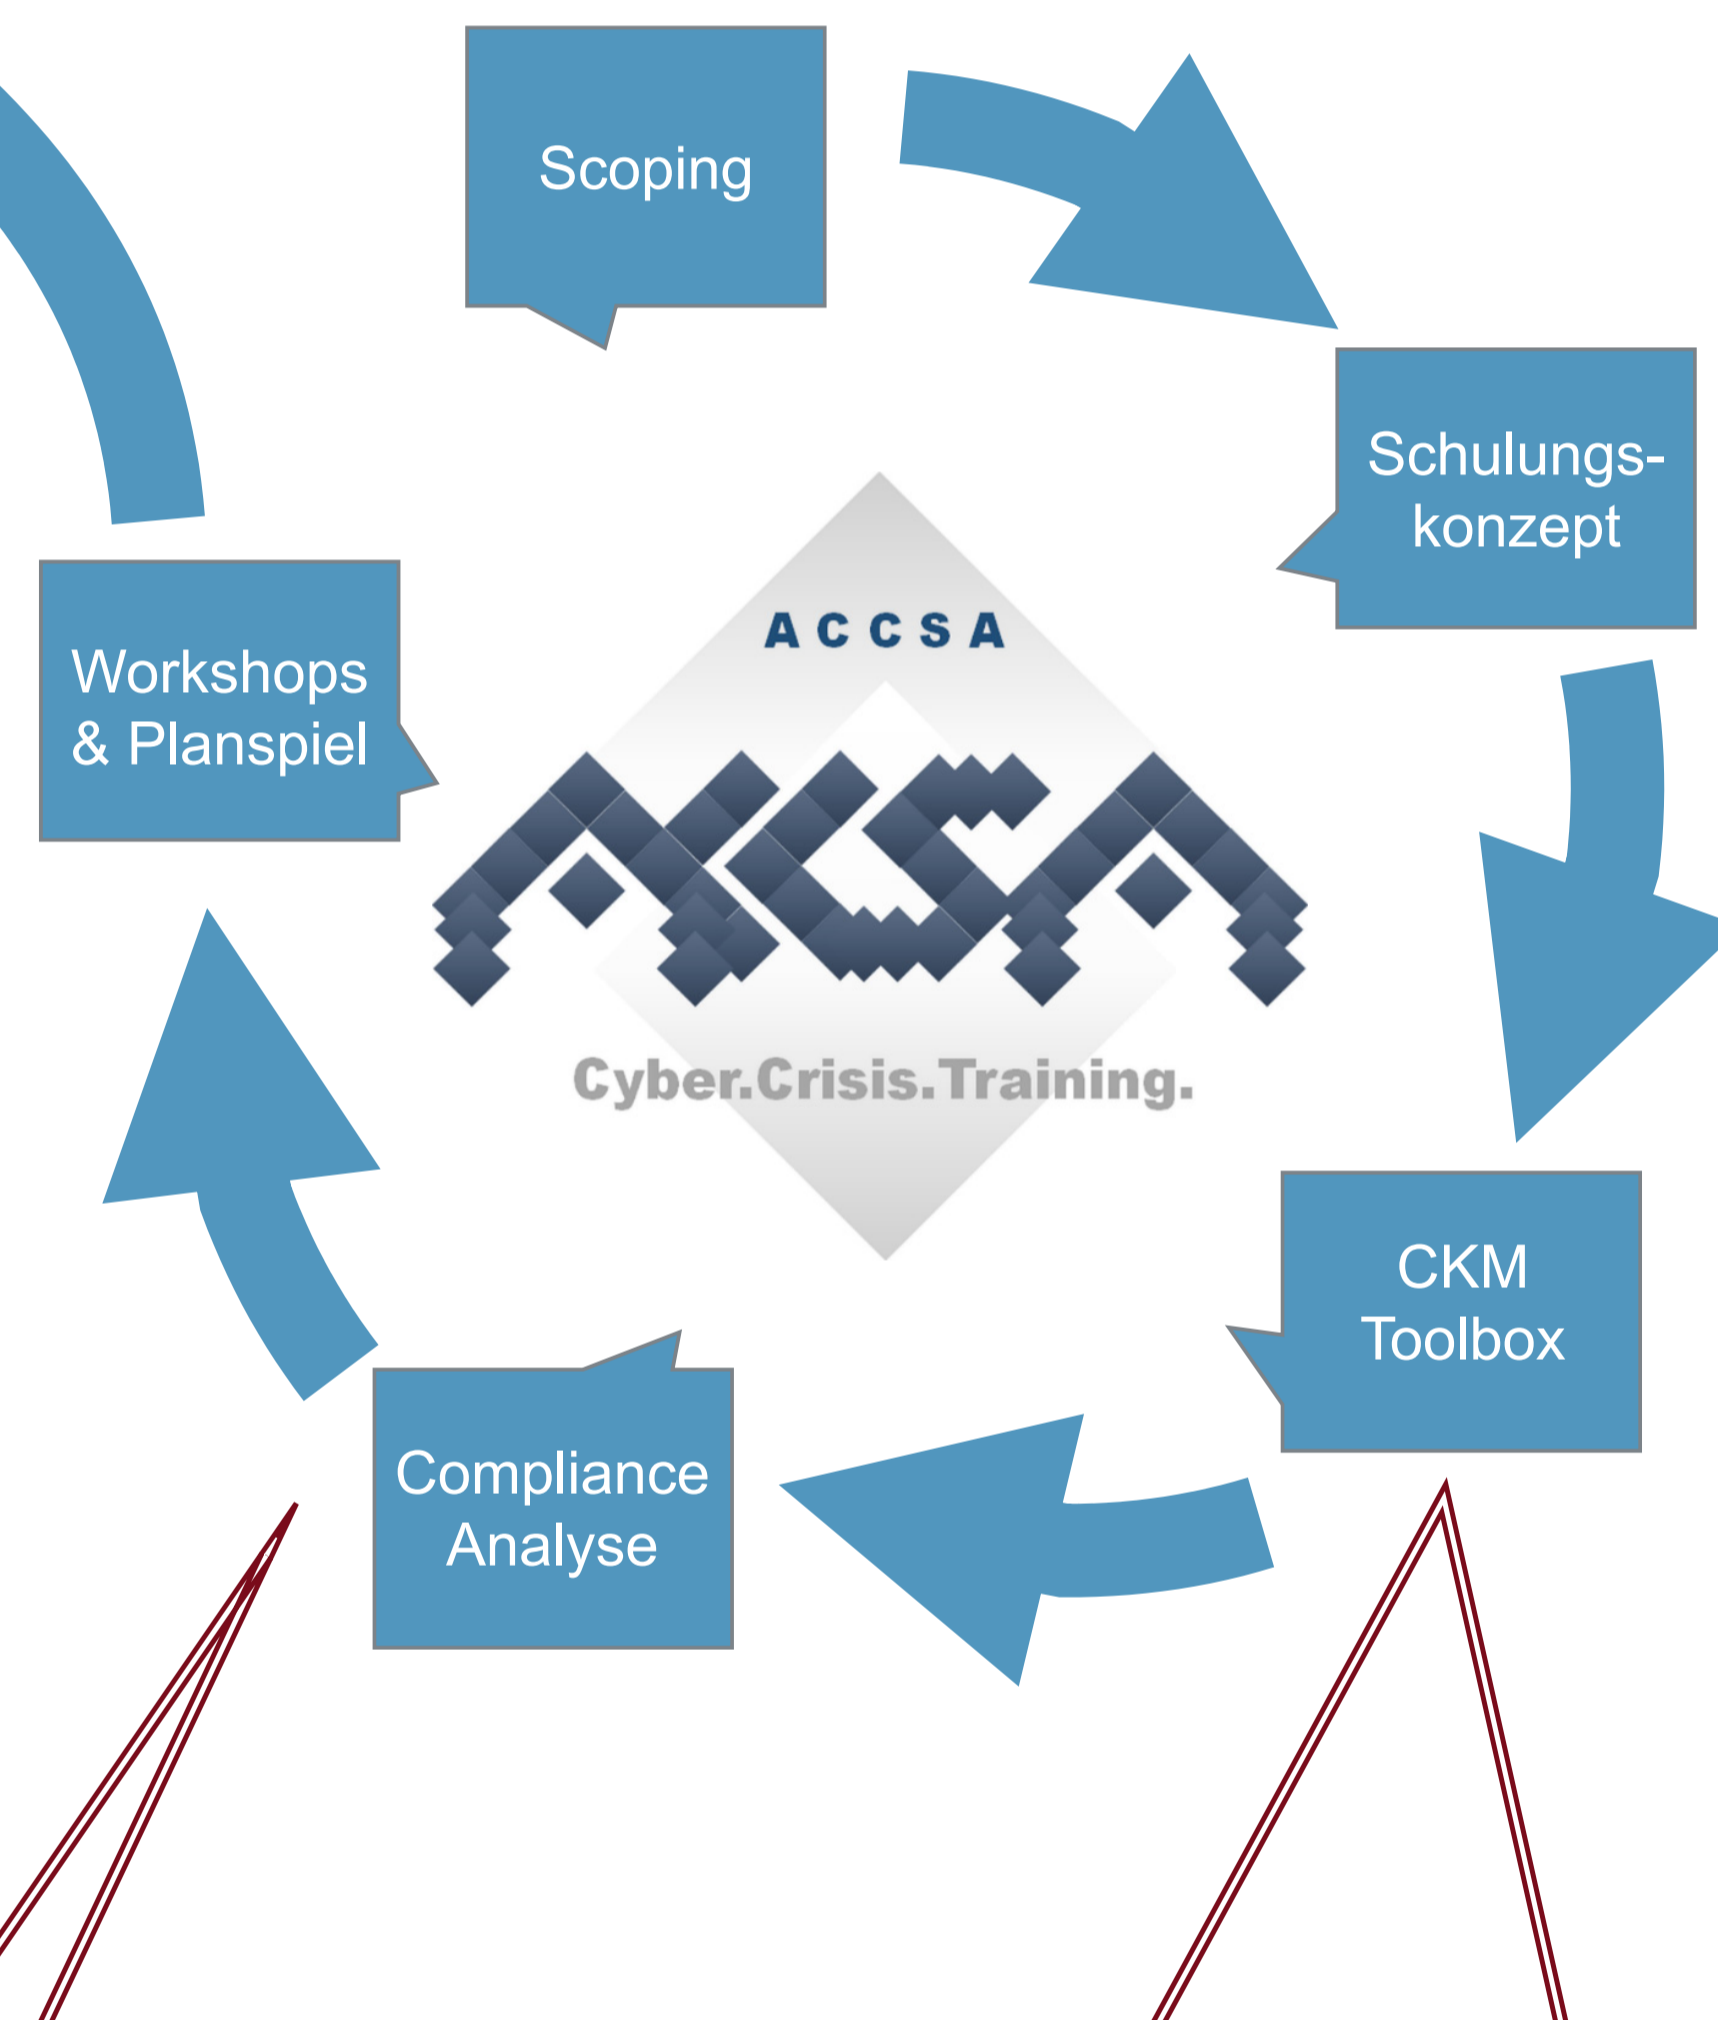 Scoping
Schulungs-
konzept
Workshops
& Planspiel
ACCSA
ACSA
Cyber.Crisis.Training.
CKM
Toolbox
Compliance
Analyse